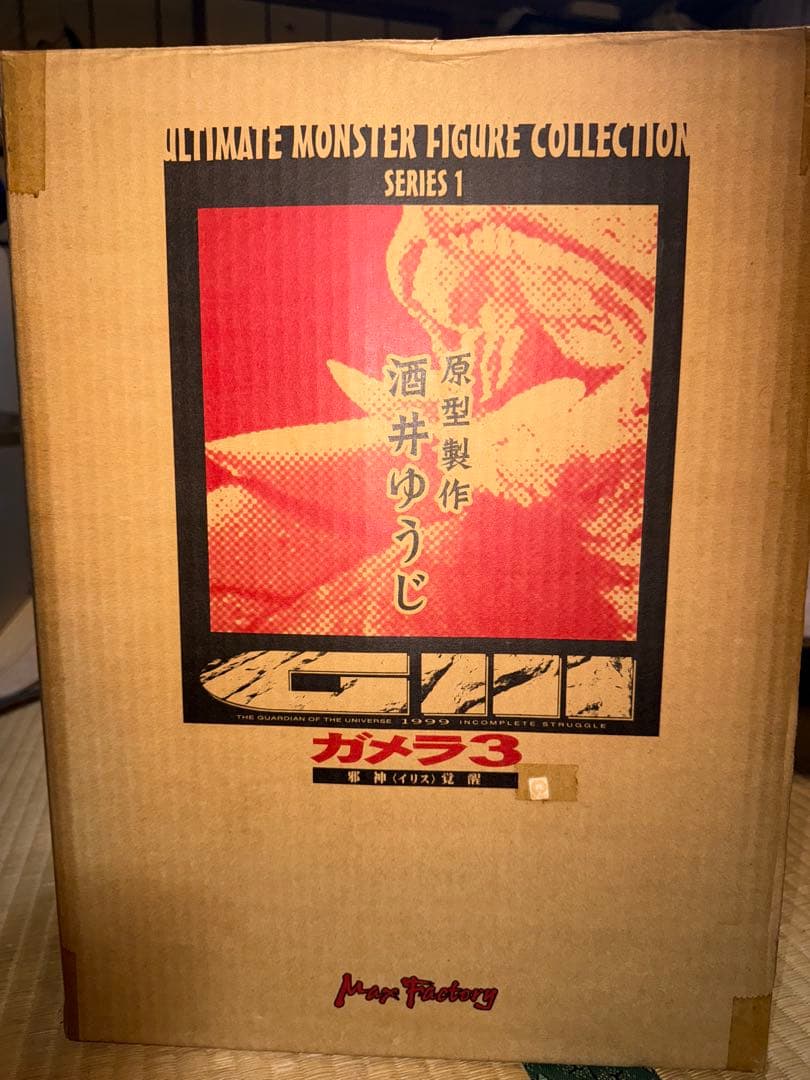 ULTIMATE MONSTER FIGURE COLLECTION
SERIES 1
原型製作
酒井ゆうじ
GIII
THE GUARDIAN OF THE UNIVERSE 1999 INCOMPLETE STRUGGLE
ガメラ3
邪神〈イリス〉覚醒
Max Factory